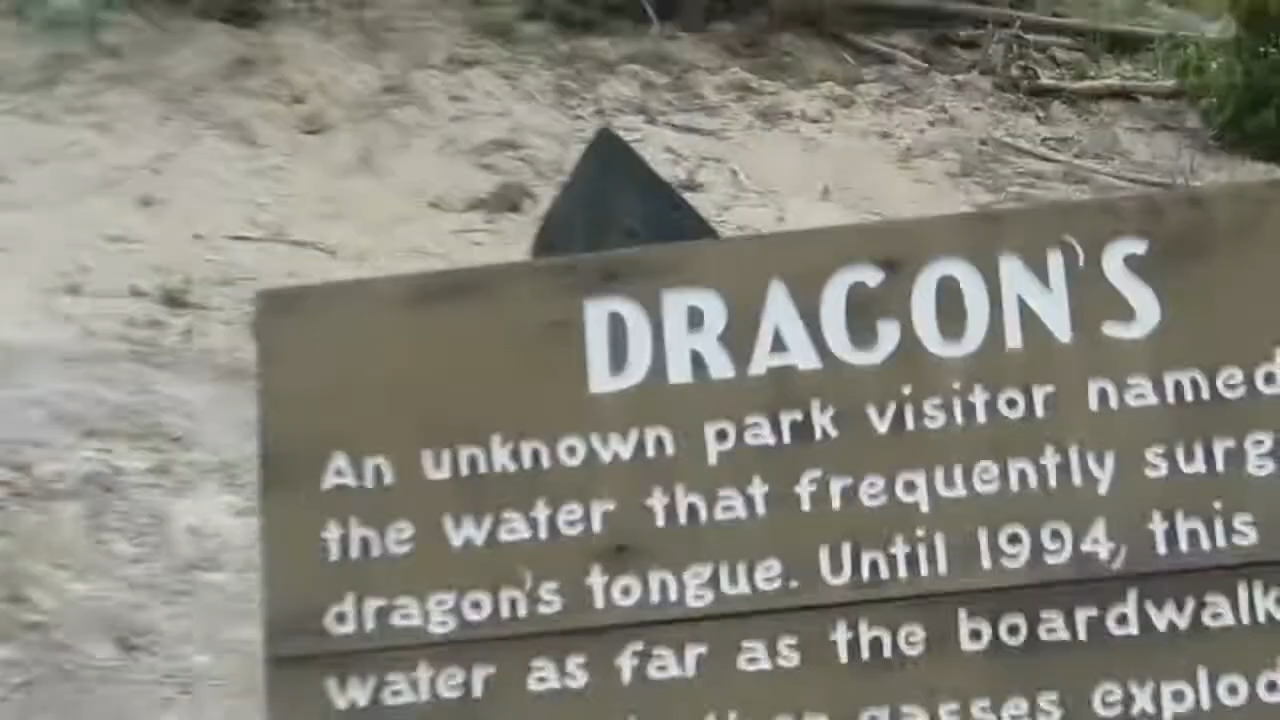 DRAGON'S
An unknown park visitor named
the water that frequently surg
dragon's tongue. Until 1994, this
water as far as the boardwalk
gasses explod